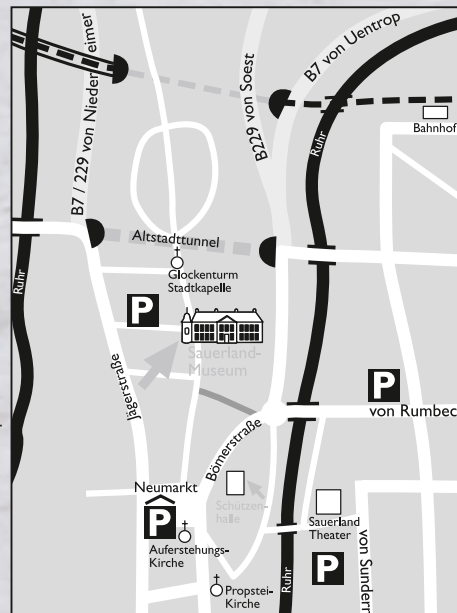 B7 / 229 von Niedereimer
B229 von Soest
B7 von Uentrop
Ruhr
Bahnhof
Altstadttunnel
Glockenturm
Stadtkapelle
Ruhr
P
Sauerland-
Museum
Jägerstraße
P
von Rumbec
Bömerstraße
Neumarkt
P
Schützen-
halle
Auferstehungs-
Kirche
Sauerland
Theater
P
von Sundern
Propstei-
Kirche
Ruhr